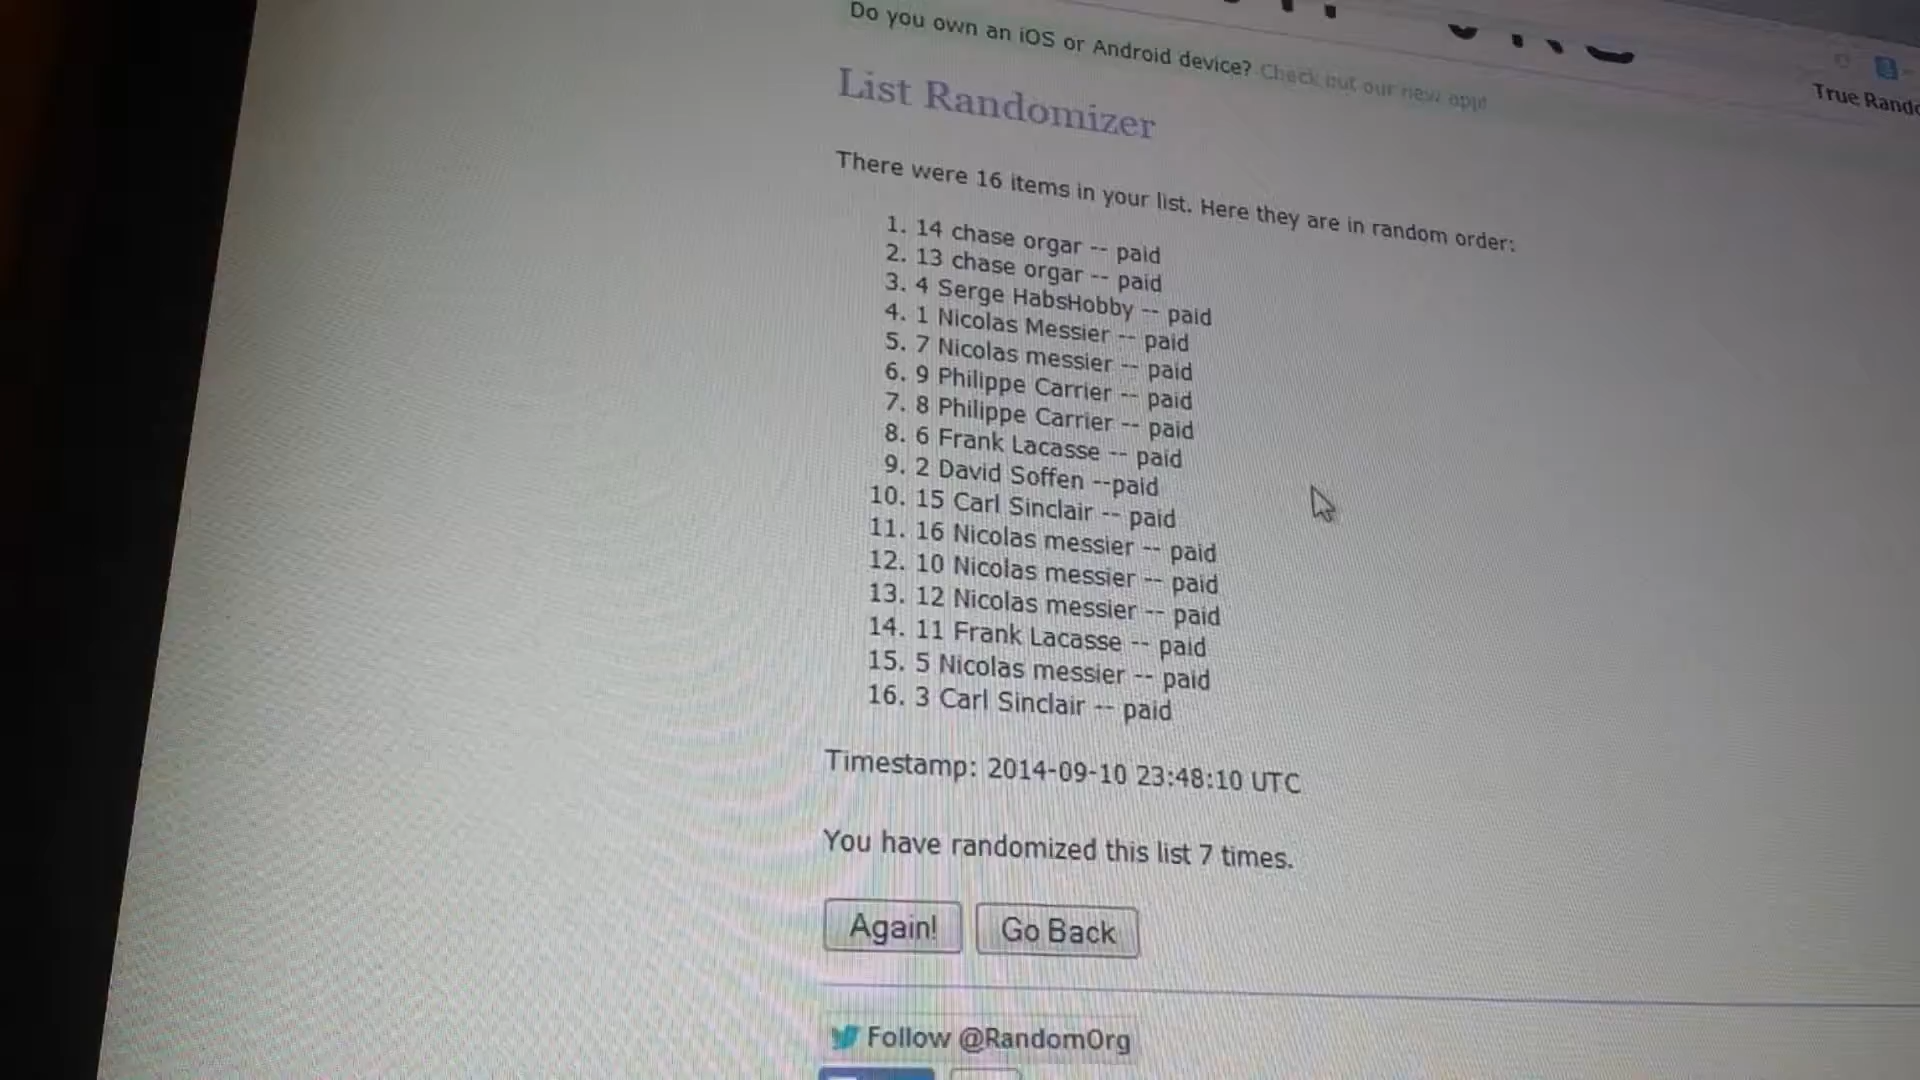 Do you own an iOS or Android device? Check out our new app!
True Rando
List Randomizer
There were 16 items in your list. Here they are in random order:
1. 14 chase orgar -- paid
2. 13 chase orgar -- paid
3. 4 Serge HabsHobby -- paid
4. 1 Nicolas Messier -- paid
5. 7 Nicolas messier -- paid
6. 9 Philippe Carrier -- paid
7. 8 Philippe Carrier -- paid
8. 6 Frank Lacasse -- paid
9. 2 David Soffen --paid
10. 15 Carl Sinclair -- paid
11. 16 Nicolas messier -- paid
12. 10 Nicolas messier -- paid
13. 12 Nicolas messier -- paid
14. 11 Frank Lacasse -- paid
15. 5 Nicolas messier -- paid
16. 3 Carl Sinclair -- paid
Timestamp: 2014-09-10 23:48:10 UTC
You have randomized this list 7 times.
Again! Go Back
Follow @RandomOrg